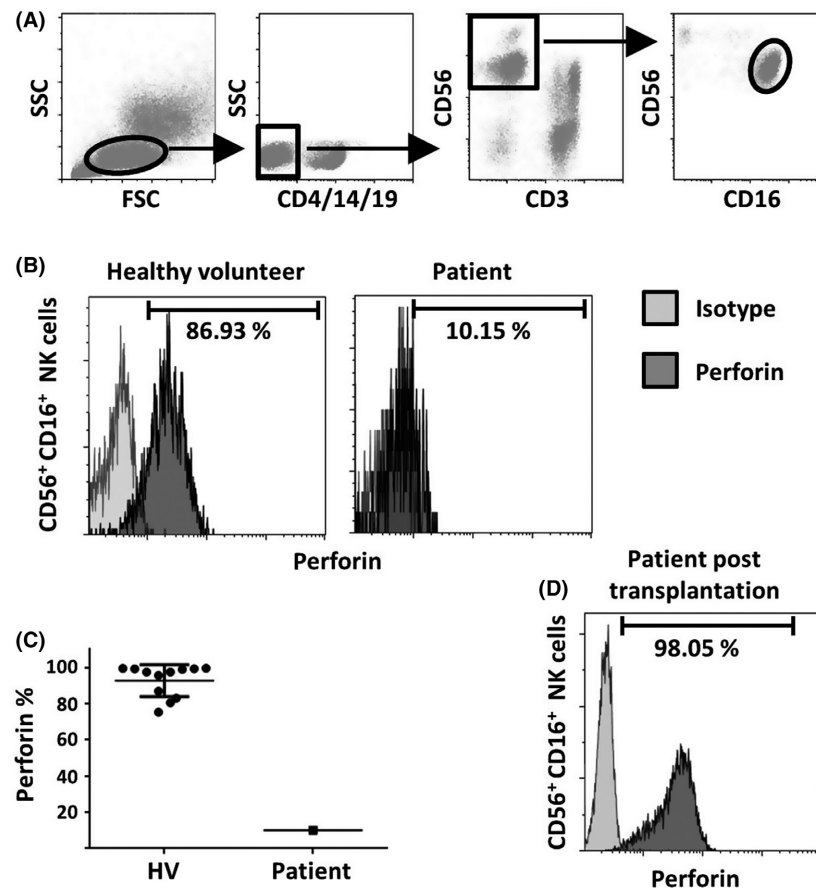 (A)
SSC
FSC
SSC
CD4/14/19
CD56
CD3
CD56
CD16
(B)
Healthy volunteer
Patient
CD56⁺ CD16⁺ NK cells
86.93 %
10.15 %
Perforin
Isotype
Perforin
(C)
Perforin %
100
80
60
40
20
HV
Patient
(D)
Patient post
transplantation
CD56⁺ CD16⁺ NK cells
98.05 %
Perforin